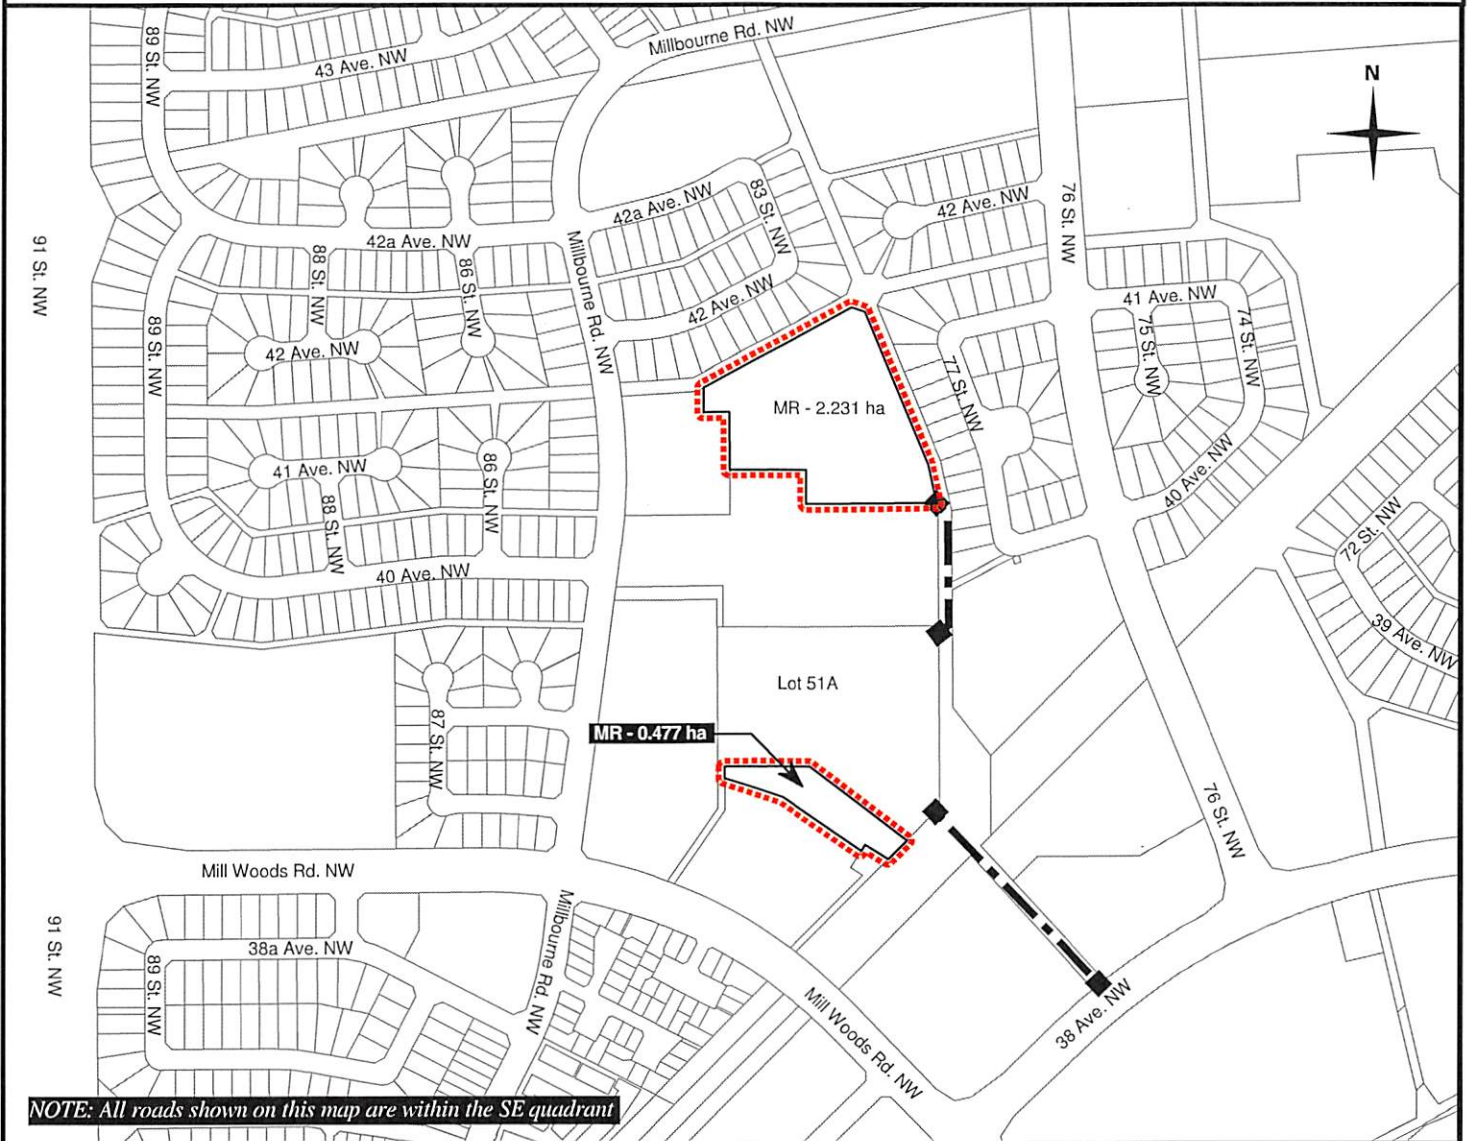 Millbourne Rd. NW
43 Ave. NW
89 St. NW
N
42a Ave. NW
83 St. NW
42 Ave. NW
76 St. NW
91 St. NW
42a Ave. NW
88 St. NW
86 St. NW
Millbourne Rd. NW
42 Ave. NW
41 Ave. NW
75 St. NW
74 St. NW
89 St. NW
42 Ave. NW
77 St. NW
MR - 2.231 ha
41 Ave. NW
86 St. NW
88 St. NW
40 Ave. NW
72 St. NW
40 Ave. NW
39 Ave. NW
Lot 51A
MR - 0.477 ha
87 St. NW
76 St. NW
Mill Woods Rd. NW
91 St. NW
38a Ave. NW
89 St. NW
Millbourne Rd. NW
Mill Woods Rd. NW
38 Ave. NW
NOTE: All roads shown on this map are within the SE quadrant